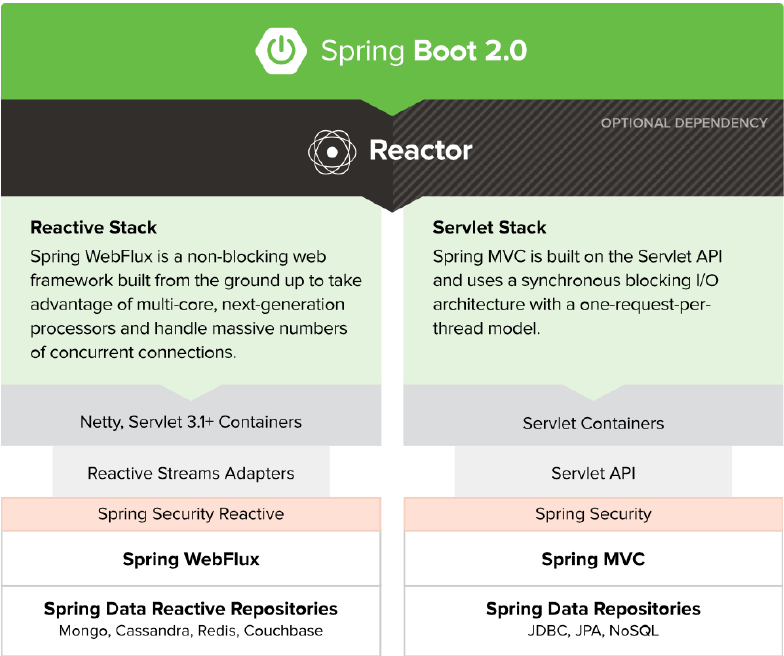 Spring Boot 2.0
OPTIONAL DEPENDENCY
Reactor
Reactive Stack
Spring WebFlux is a non-blocking web
framework built from the ground up to take
advantage of multi-core, next-generation
processors and handle massive numbers
of concurrent connections.
Netty, Servlet 3.1+ Containers
Reactive Streams Adapters
Spring Security Reactive
Spring WebFlux
Spring Data Reactive Repositories
Mongo, Cassandra, Redis, Couchbase
Servlet Stack
Spring MVC is built on the Servlet API
and uses a synchronous blocking I/O
architecture with a one-request-per-
thread model.
Servlet Containers
Servlet API
Spring Security
Spring MVC
Spring Data Repositories
JDBC, JPA, NoSQL